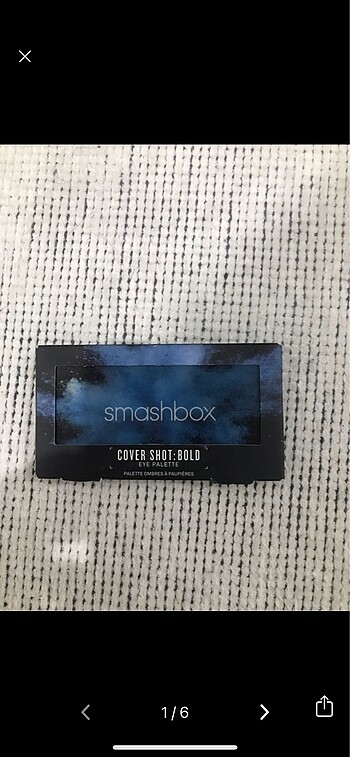 smashbox
COVER SHOT:BOLD
EYE PALETTE
PALETTE OMBRES À PAUPIÈRES
1/6